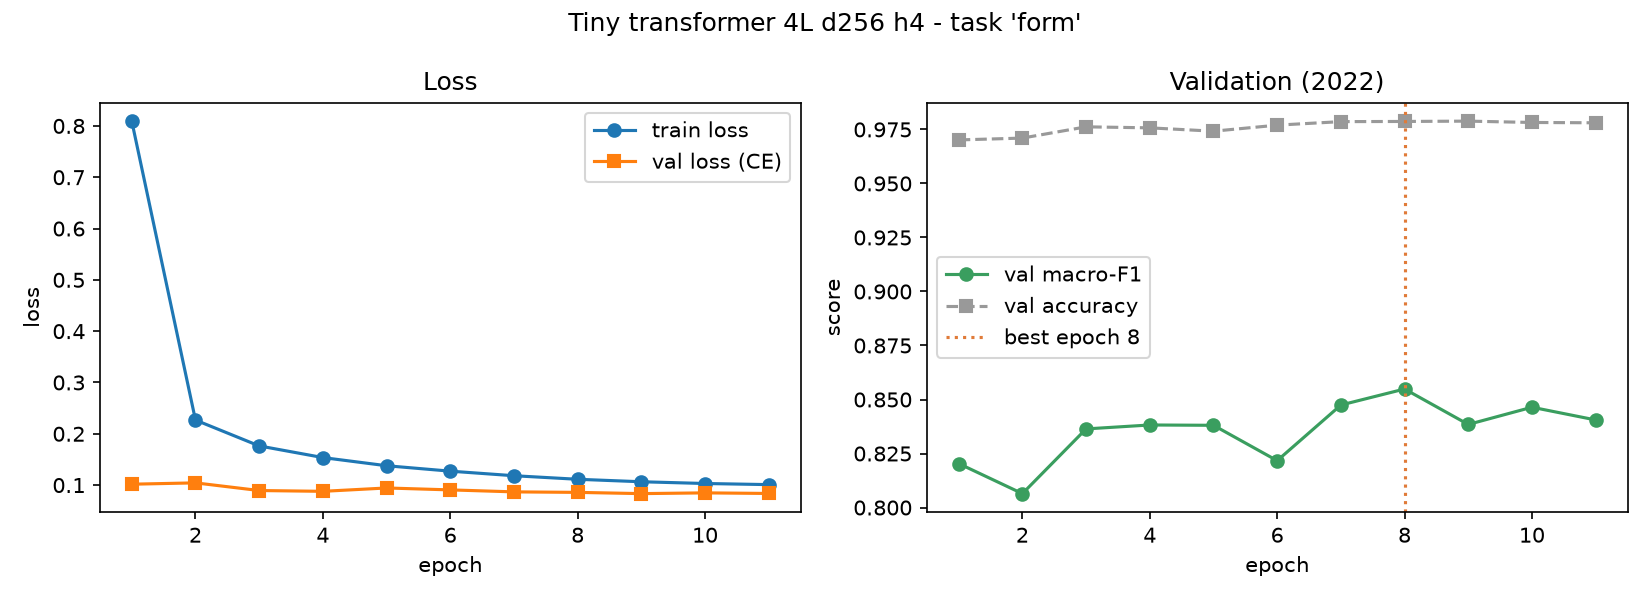 Tiny transformer 4L d256 h4 - task 'form'
Loss
0.8
0.7
0.6
0.5
0.4
0.3
0.2
0.1
loss
train loss
val loss (CE)
2 4 6 8 10
epoch
Validation (2022)
0.975
0.950
0.925
0.900
0.875
0.850
0.825
0.800
score
val macro-F1
val accuracy
best epoch 8
2 4 6 8 10
epoch